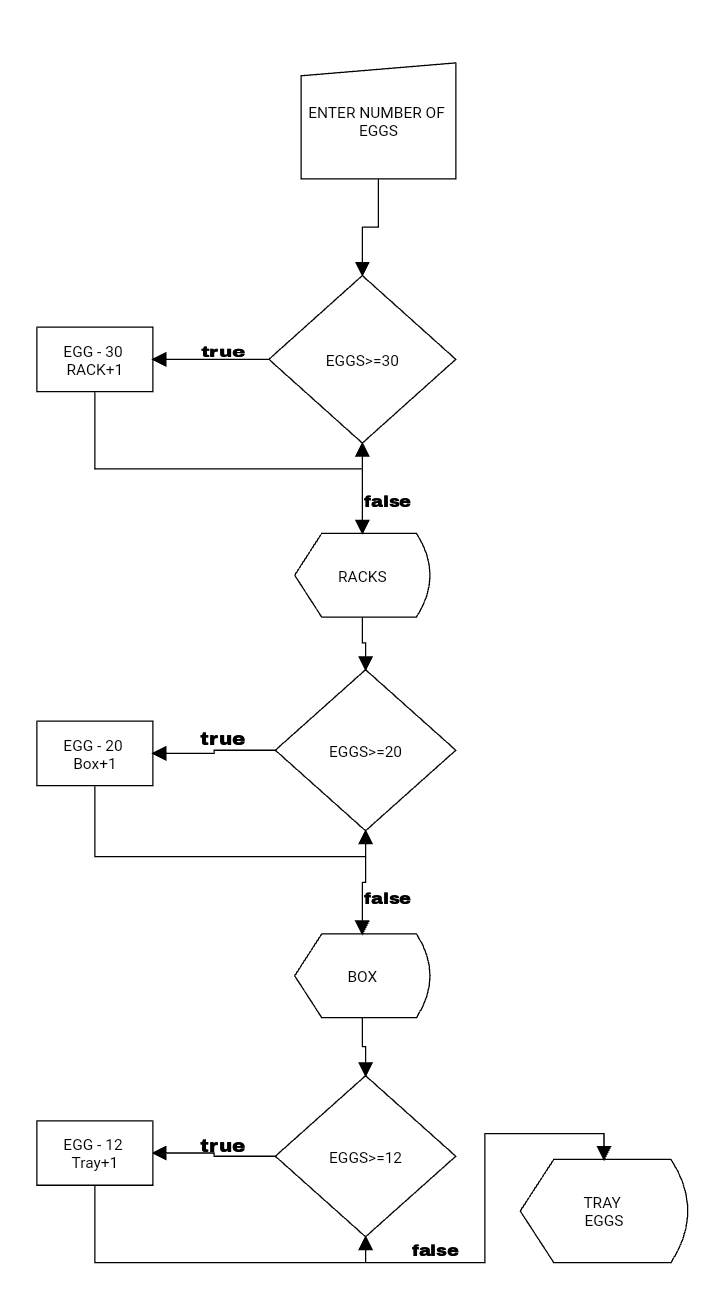 ENTER NUMBER OF
EGGS
EGGS>=30
true
EGG - 30
RACK+1
false
RACKS
EGGS>=20
true
EGG - 20
Box+1
false
BOX
EGGS>=12
true
EGG - 12
Tray+1
false
TRAY
EGGS